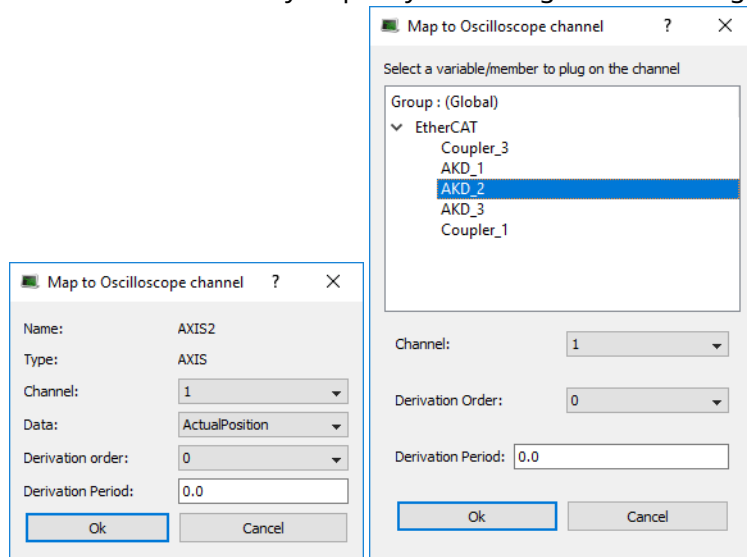 Map to Oscilloscope channel ? ×
Select a variable/member to plug on the channel
Group : (Global)
EtherCAT
Coupler_3
AKD_1
AKD_2
AKD_3
Coupler_1
Channel: 1
Derivation Order: 0
Derivation Period: 0.0
Ok Cancel
Map to Oscilloscope channel ? ×
Name: AXIS2
Type: AXIS
Channel: 1
Data: ActualPosition
Derivation order: 0
Derivation Period: 0.0
Ok Cancel